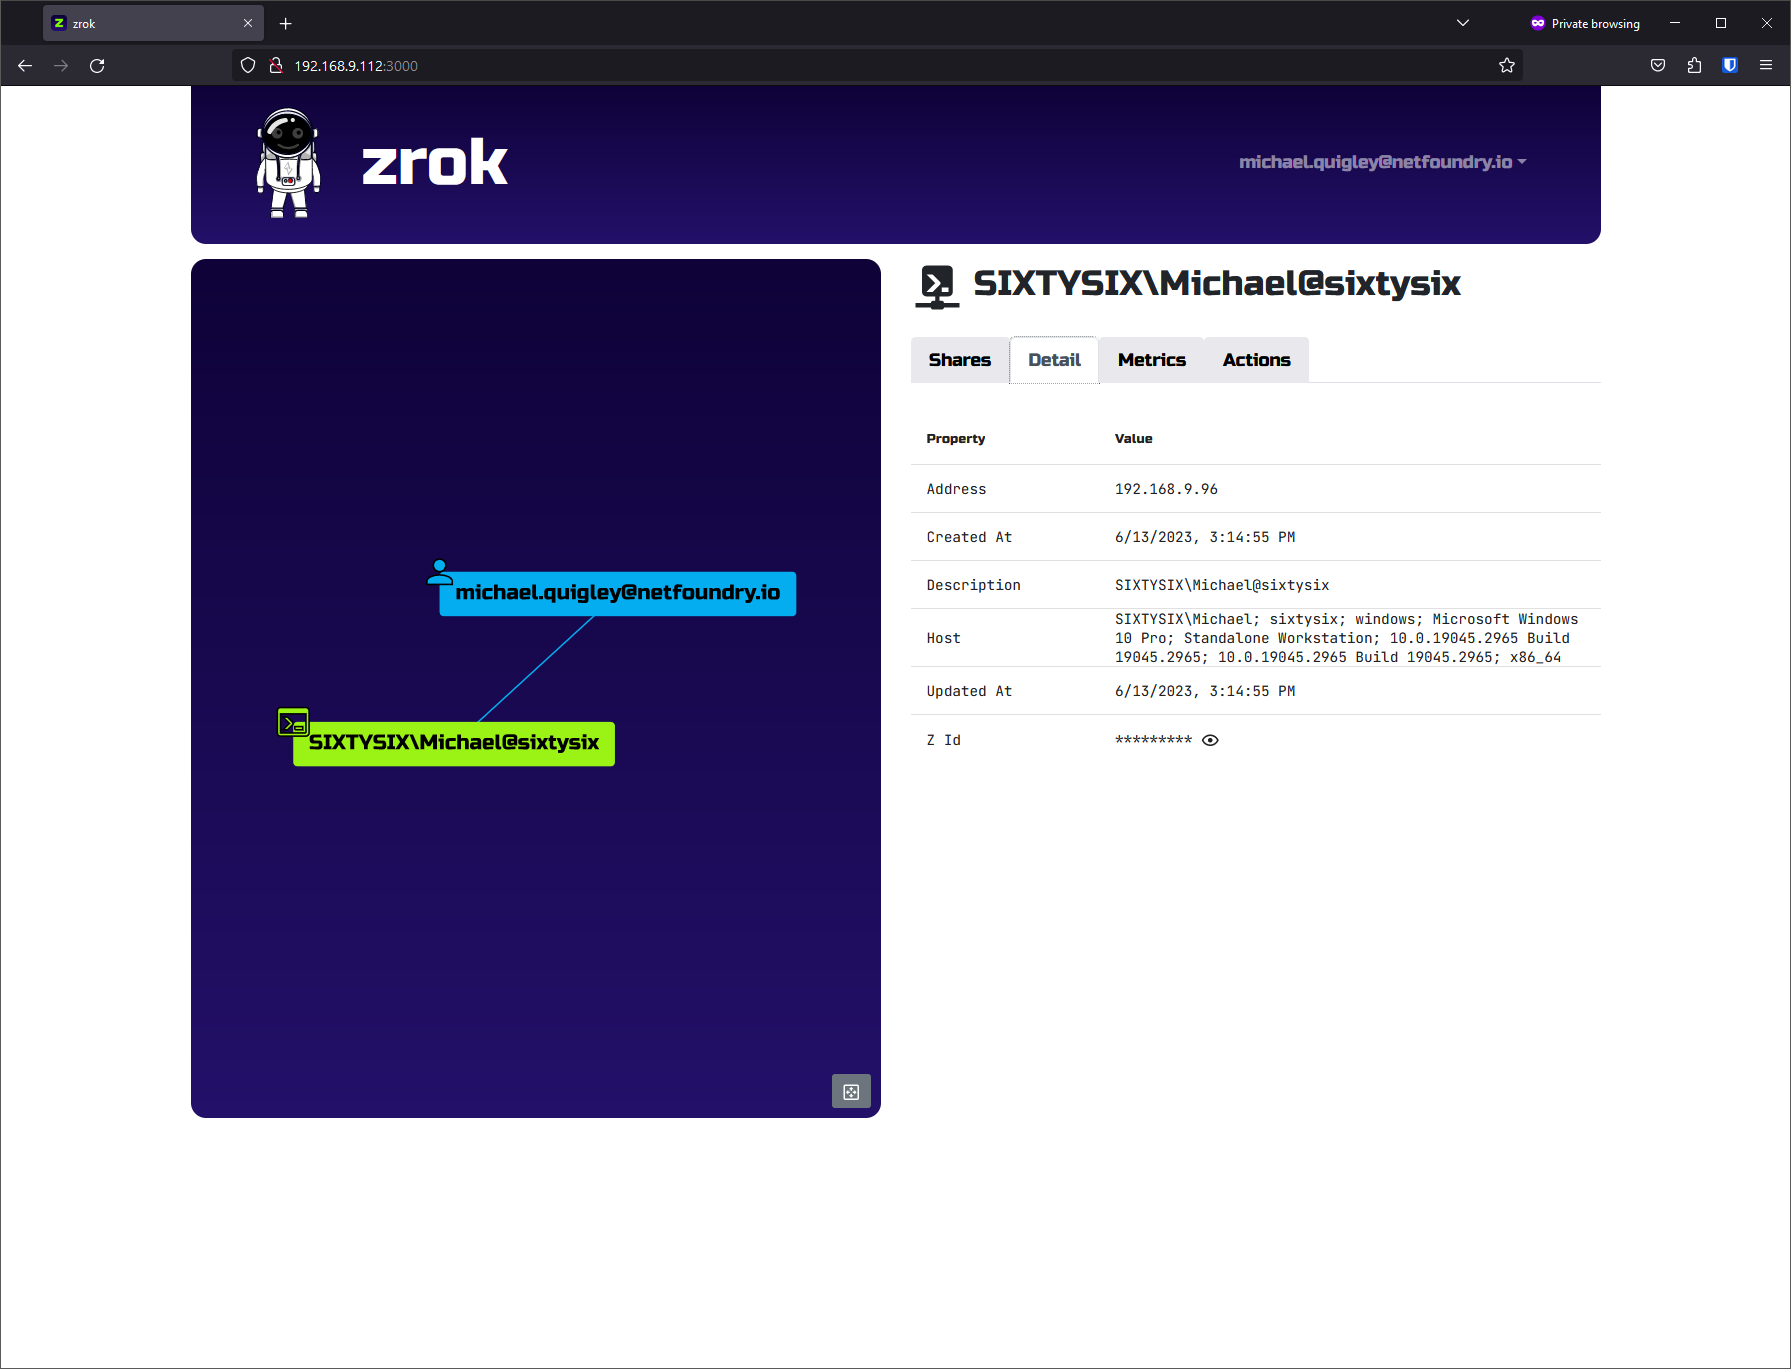 zrok
Private browsing
192.168.9.112:3000
zrok
michael.quigley@netfoundry.io
michael.quigley@netfoundry.io
SIXTYSIX\Michael@sixtysix
SIXTYSIX\Michael@sixtysix
Shares Detail Metrics Actions
Property Value
Address 192.168.9.96
Created At 6/13/2023, 3:14:55 PM
Description SIXTYSIX\Michael@sixtysix
Host SIXTYSIX\Michael; sixtysix; windows; Microsoft Windows
10 Pro; Standalone Workstation; 10.0.19045.2965 Build
19045.2965; 10.0.19045.2965 Build 19045.2965; x86_64
Updated At 6/13/2023, 3:14:55 PM
Z Id *********